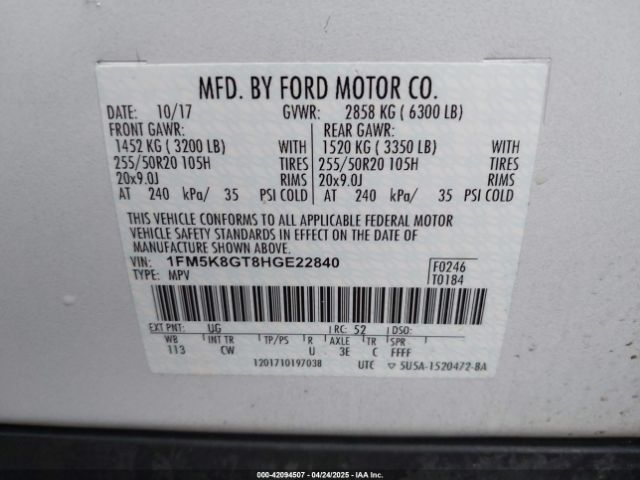 MFD. BY FORD MOTOR CO.
DATE: 10/17 GVWR: 2858 KG ( 6300 LB)
FRONT GAWR: REAR GAWR:
1452 KG ( 3200 LB) WITH 1520 KG ( 3350 LB) WITH
255/50R20 105H TIRES 255/50R20 105H TIRES
20x9.0J RIMS 20x9.0J RIMS
AT 240 kPa/ 35 PSI COLD AT 240 kPa/ 35 PSI COLD
THIS VEHICLE CONFORMS TO ALL APPLICABLE FEDERAL MOTOR
VEHICLE SAFETY STANDARDS IN EFFECT ON THE DATE OF
MANUFACTURE SHOWN ABOVE.
VIN: 1FM5K8GT8HGE22840 F0246
TYPE: MPV T0184
EXT PNT: UG RC: 52 DSO:
WB INT TR TP/PS R AXLE TR SPR
113 CW U 3E C FFFF
1201710197038 UTC ▽ 5U5A-1520472-BA
000-42094507 - 04/24/2025 - IAA Inc.